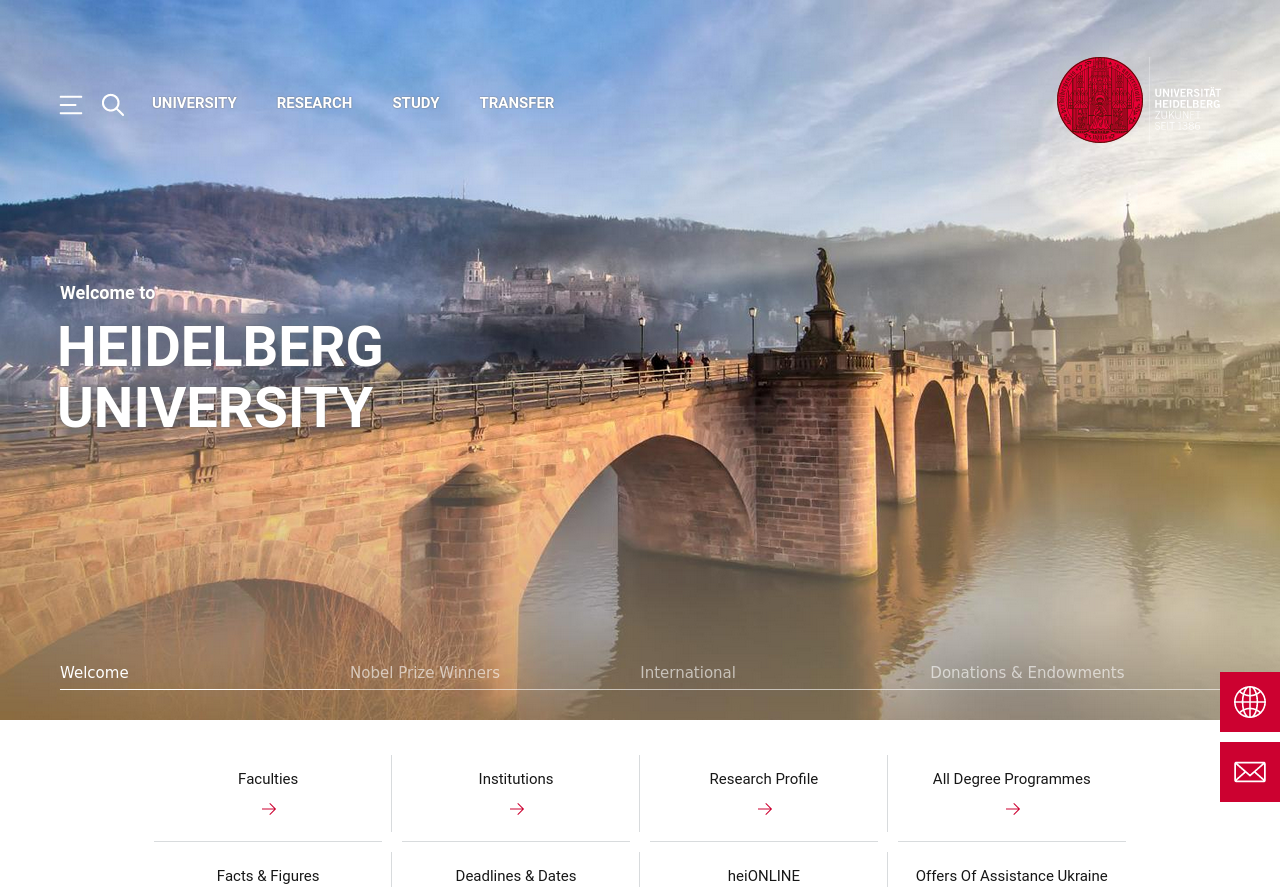 UNIVERSITY RESEARCH STUDY TRANSFER
UNIVERSITÄT
HEIDELBERG
ZUKUNFT
SEIT 1386
Welcome to
HEIDELBERG
UNIVERSITY
Welcome Nobel Prize Winners International Donations & Endowments
Faculties Institutions Research Profile All Degree Programmes
Facts & Figures Deadlines & Dates heiONLINE Offers Of Assistance Ukraine